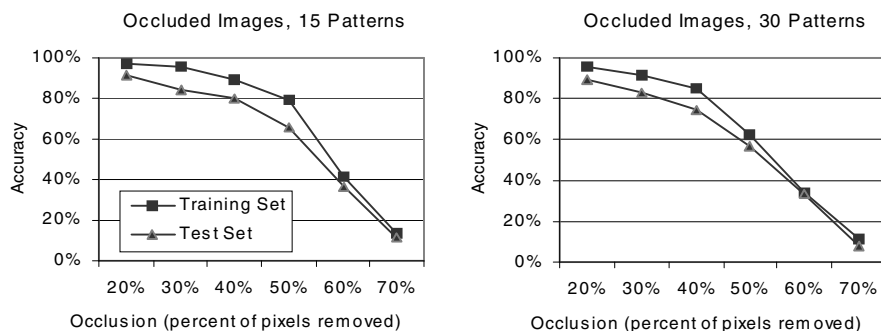 Occluded Images, 15 Patterns
100%
80%
60%
40%
20%
0%
Accuracy
Training Set
Test Set
20% 30% 40% 50% 60% 70%
Occlusion (percent of pixels removed)
Occluded Images, 30 Patterns
100%
80%
60%
40%
20%
0%
Accuracy
20% 30% 40% 50% 60% 70%
Occlusion (percent of pixels removed)